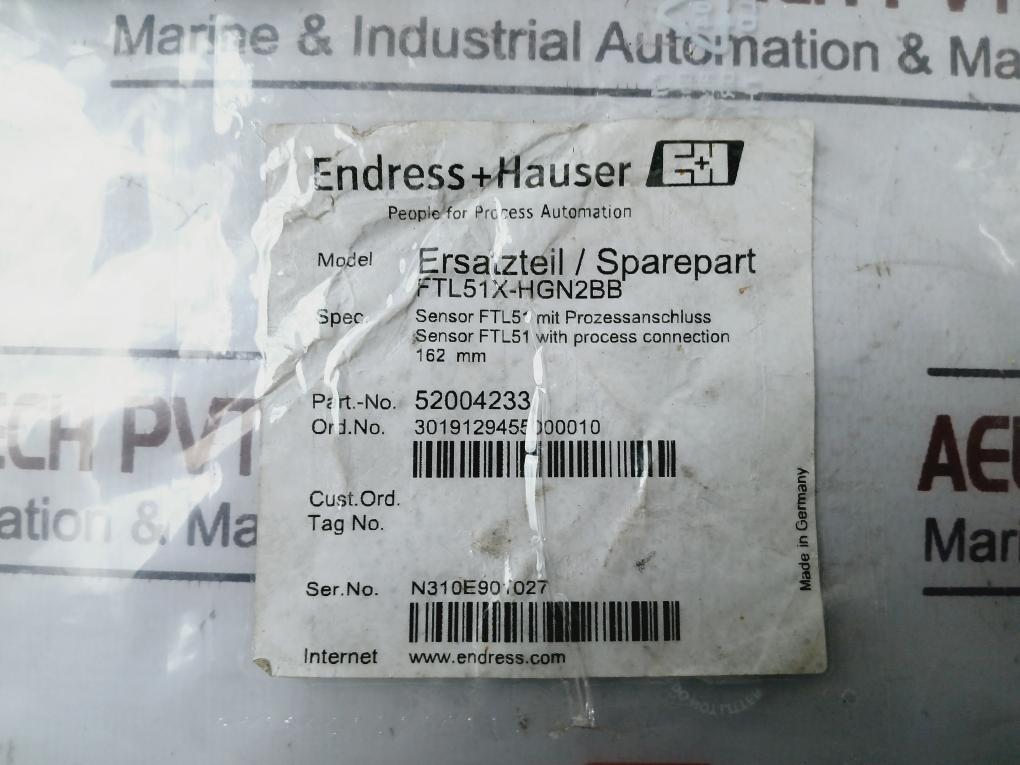 Marine & Industrial Automation & Ma
Endress+Hauser E+H
People for Process Automation
Model Ersatzteil / Sparepart
FTL51X-HGN2BB
Spec. Sensor FTL51 mit Prozessanschluss
Sensor FTL51 with process connection
162 mm
Part.-No. 52004233
Ord.No. 3019129455000010
Cust.Ord.
Tag No.
Ser.No. N310E901027
Internet www.endress.com
Made in Germany
ECH PVT
ation & Ma
AE
Mari